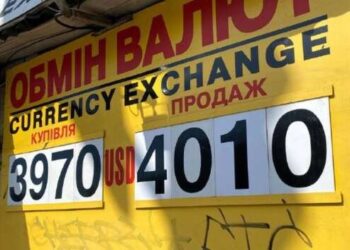 ОБМІН ВАЛЮТ
CURRENCY EXCHANGE
КУПІВЛЯ ПРОДАЖ
3970 USD 4010